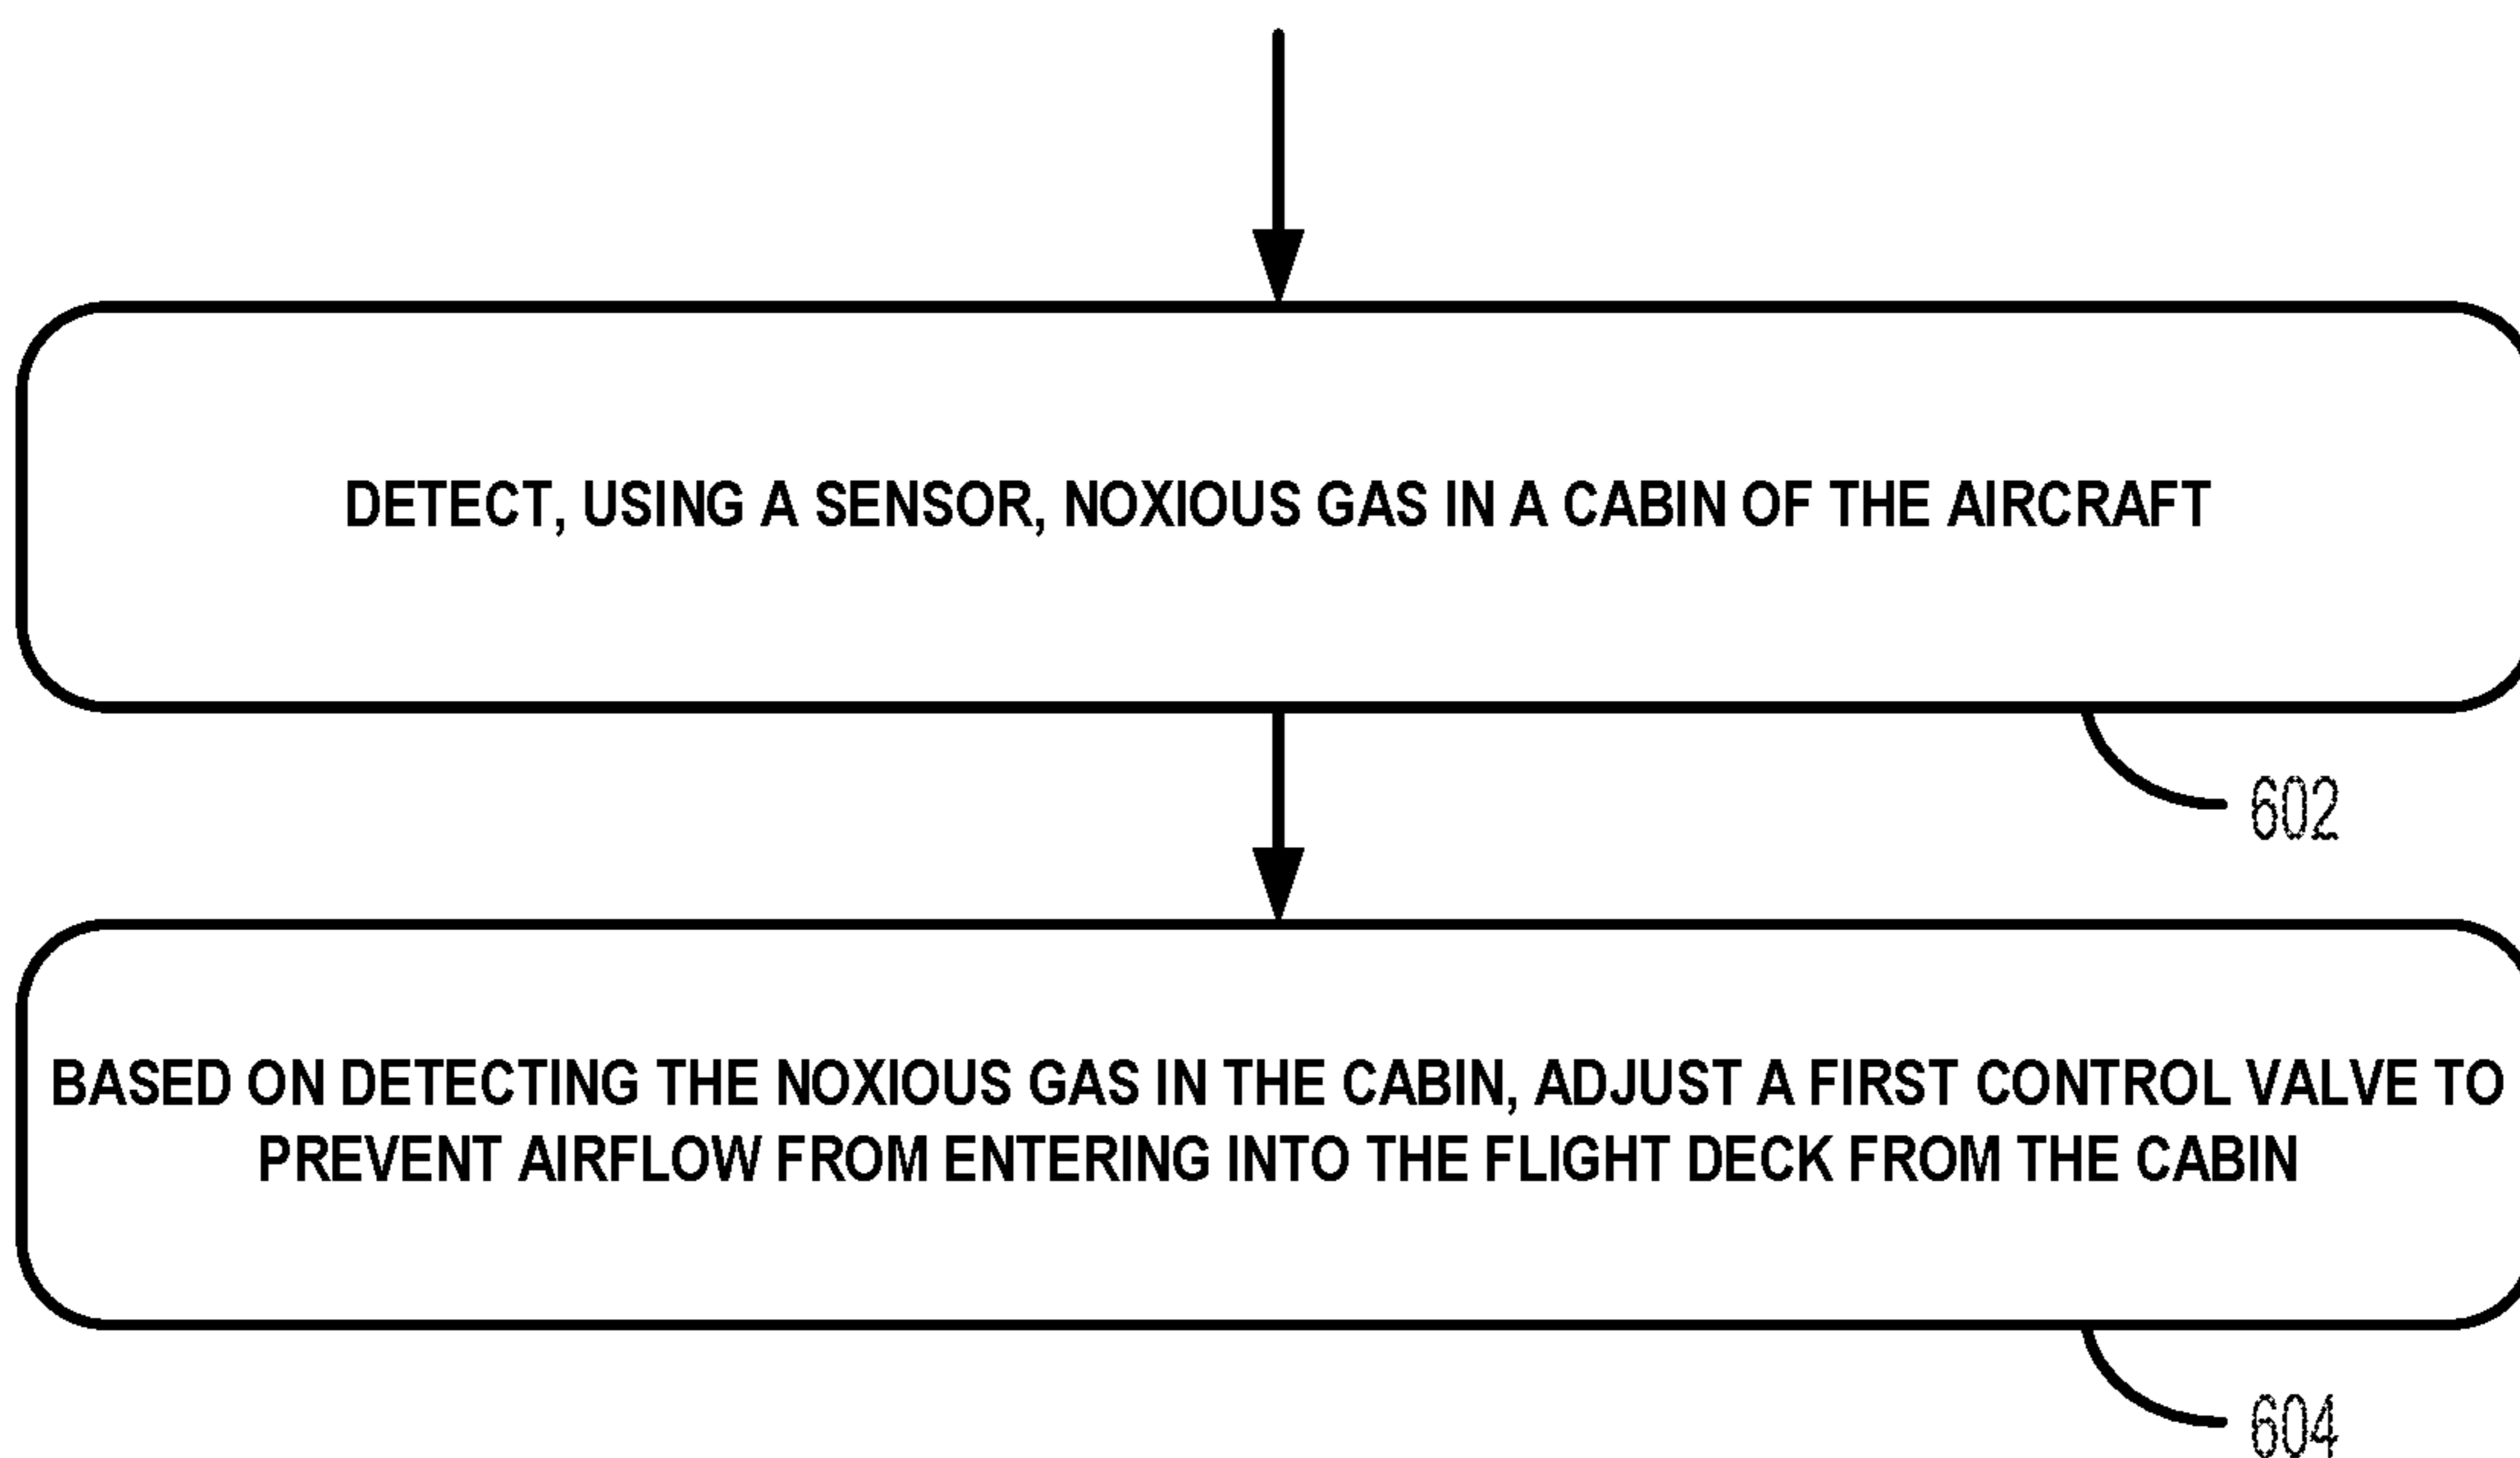 DETECT, USING A SENSOR, NOXIOUS GAS IN A CABIN OF THE AIRCRAFT
602
BASED ON DETECTING THE NOXIOUS GAS IN THE CABIN, ADJUST A FIRST CONTROL VALVE TO
PREVENT AIRFLOW FROM ENTERING INTO THE FLIGHT DECK FROM THE CABIN
604